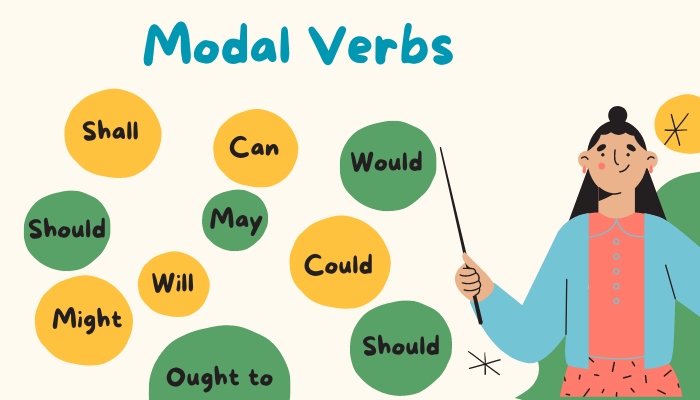 Modal Verbs
Shall
Can
Would
Should
May
Will
Could
Might
Should
Ought to